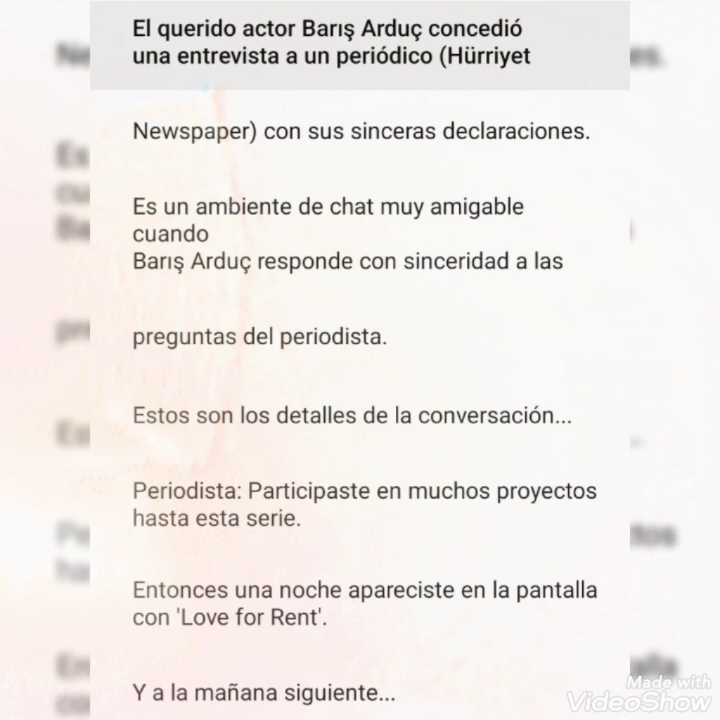 El querido actor Barış Arduç concedió
una entrevista a un periódico (Hürriyet
Newspaper) con sus sinceras declaraciones.
Es un ambiente de chat muy amigable
cuando
Barış Arduç responde con sinceridad a las
preguntas del periodista.
Estos son los detalles de la conversación...
Periodista: Participaste en muchos proyectos
hasta esta serie.
Entonces una noche apareciste en la pantalla
con 'Love for Rent'.
Y a la mañana siguiente...
Made with
VideoShow